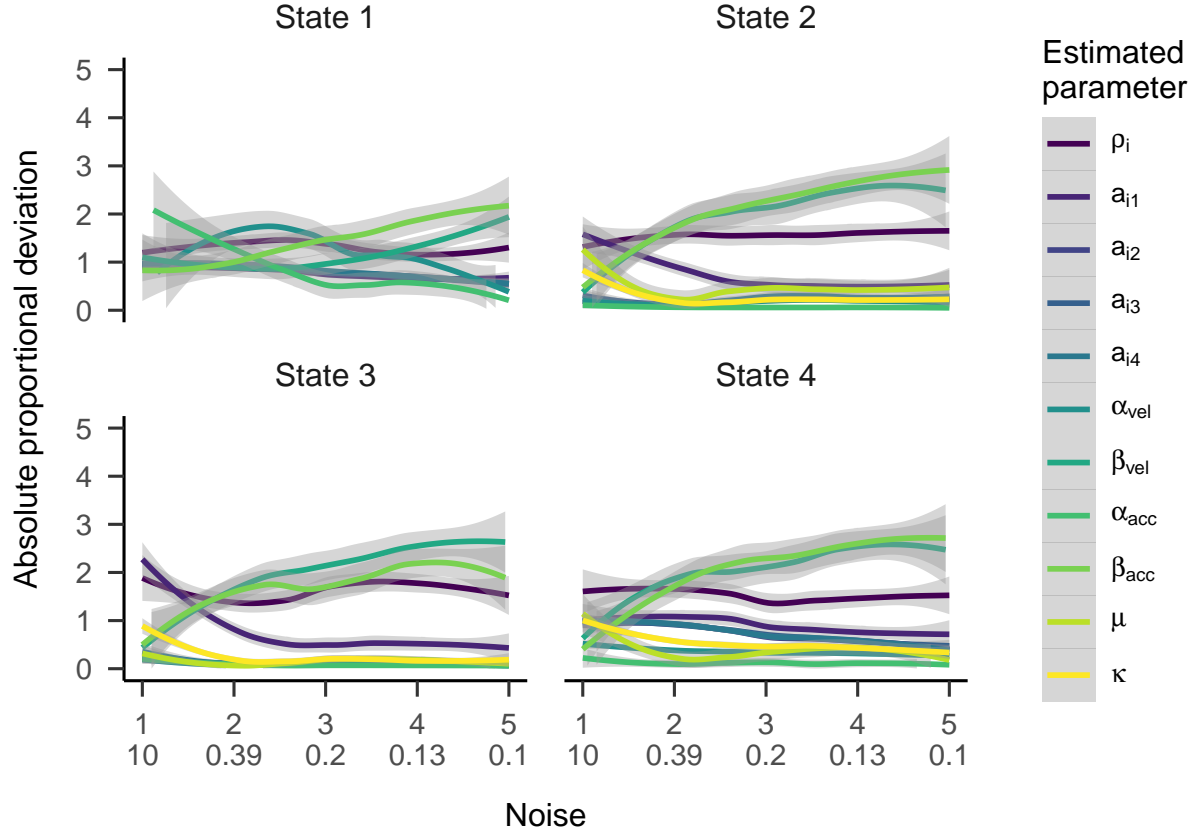 State 1
State 2
Absolute proportional deviation
5
4
3
2
1
0
State 3
State 4
5
4
3
2
1
0
1 2 3 4 5
10 0.39 0.2 0.13 0.1
1 2 3 4 5
10 0.39 0.2 0.13 0.1
Noise
Estimated
parameter
ρi
ai1
ai2
ai3
ai4
αvel
βvel
αacc
βacc
μ
κ